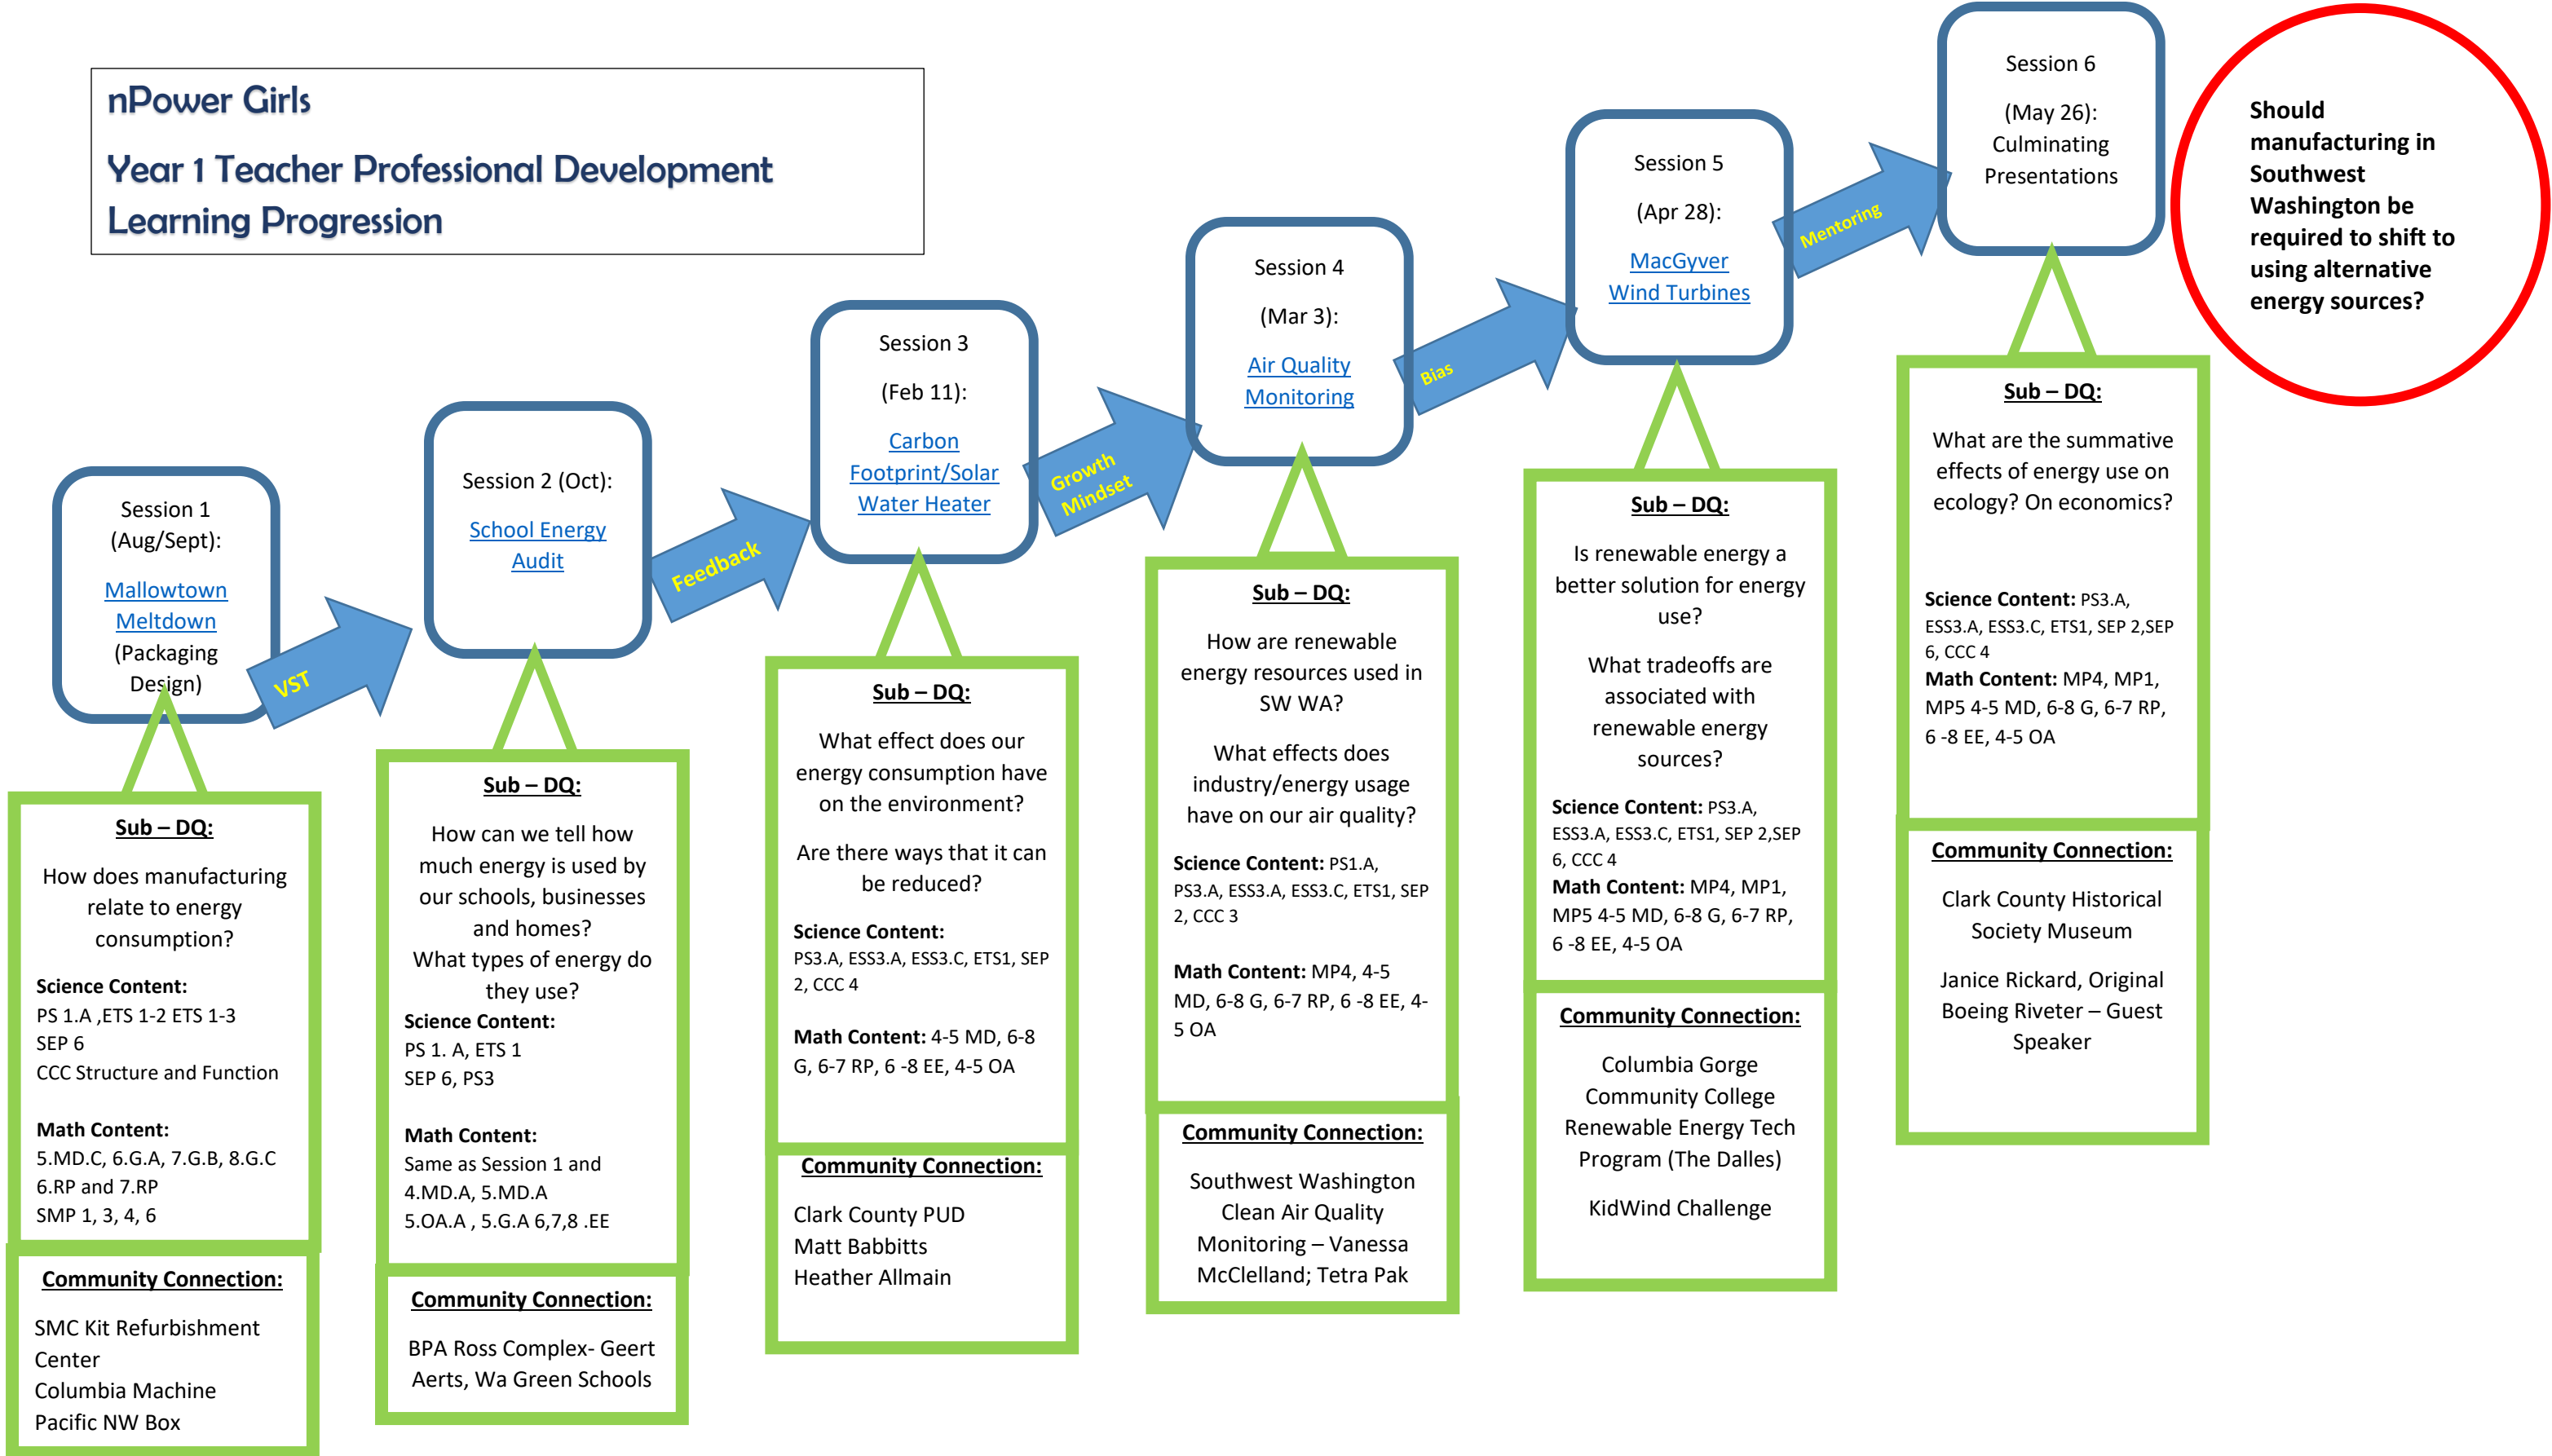 nPower Girls
Year 1 Teacher Professional Development
Learning Progression
Session 1
(Aug/Sept):
Mallowtown
Meltdown
(Packaging
Design)
VST
Sub – DQ:
How does manufacturing
relate to energy
consumption?
Science Content:
PS 1.A ,ETS 1-2 ETS 1-3
SEP 6
CCC Structure and Function
Math Content:
5.MD.C, 6.G.A, 7.G.B, 8.G.C
6.RP and 7.RP
SMP 1, 3, 4, 6
Community Connection:
SMC Kit Refurbishment
Center
Columbia Machine
Pacific NW Box
Session 2 (Oct):
School Energy
Audit
Feedback
Sub – DQ:
How can we tell how
much energy is used by
our schools, businesses
and homes?
What types of energy do
they use?
Science Content:
PS 1. A, ETS 1
SEP 6, PS3
Math Content:
Same as Session 1 and
4.MD.A, 5.MD.A
5.OA.A , 5.G.A 6,7,8 .EE
Community Connection:
BPA Ross Complex- Geert
Aerts, Wa Green Schools
Session 3
(Feb 11):
Carbon
Footprint/Solar
Water Heater
Growth
Mindset
Sub – DQ:
What effect does our
energy consumption have
on the environment?
Are there ways that it can
be reduced?
Science Content:
PS3.A, ESS3.A, ESS3.C, ETS1, SEP
2, CCC 4
Math Content: 4-5 MD, 6-8
G, 6-7 RP, 6 -8 EE, 4-5 OA
Community Connection:
Clark County PUD
Matt Babbitts
Heather Allmain
Session 4
(Mar 3):
Air Quality
Monitoring
Bias
Sub – DQ:
How are renewable
energy resources used in
SW WA?
What effects does
industry/energy usage
have on our air quality?
Science Content: PS1.A,
PS3.A, ESS3.A, ESS3.C, ETS1, SEP
2, CCC 3
Math Content: MP4, 4-5
MD, 6-8 G, 6-7 RP, 6 -8 EE, 4-
5 OA
Community Connection:
Southwest Washington
Clean Air Quality
Monitoring – Vanessa
McClelland; Tetra Pak
Session 5
(Apr 28):
MacGyver
Wind Turbines
Mentoring
Sub – DQ:
Is renewable energy a
better solution for energy
use?
What tradeoffs are
associated with
renewable energy
sources?
Science Content: PS3.A,
ESS3.A, ESS3.C, ETS1, SEP 2,SEP
6, CCC 4
Math Content: MP4, MP1,
MP5 4-5 MD, 6-8 G, 6-7 RP,
6 -8 EE, 4-5 OA
Community Connection:
Columbia Gorge
Community College
Renewable Energy Tech
Program (The Dalles)
KidWind Challenge
Session 6
(May 26):
Culminating
Presentations
Sub – DQ:
What are the summative
effects of energy use on
ecology? On economics?
Science Content: PS3.A,
ESS3.A, ESS3.C, ETS1, SEP 2,SEP
6, CCC 4
Math Content: MP4, MP1,
MP5 4-5 MD, 6-8 G, 6-7 RP,
6 -8 EE, 4-5 OA
Community Connection:
Clark County Historical
Society Museum
Janice Rickard, Original
Boeing Riveter – Guest
Speaker
Should
manufacturing in
Southwest
Washington be
required to shift to
using alternative
energy sources?